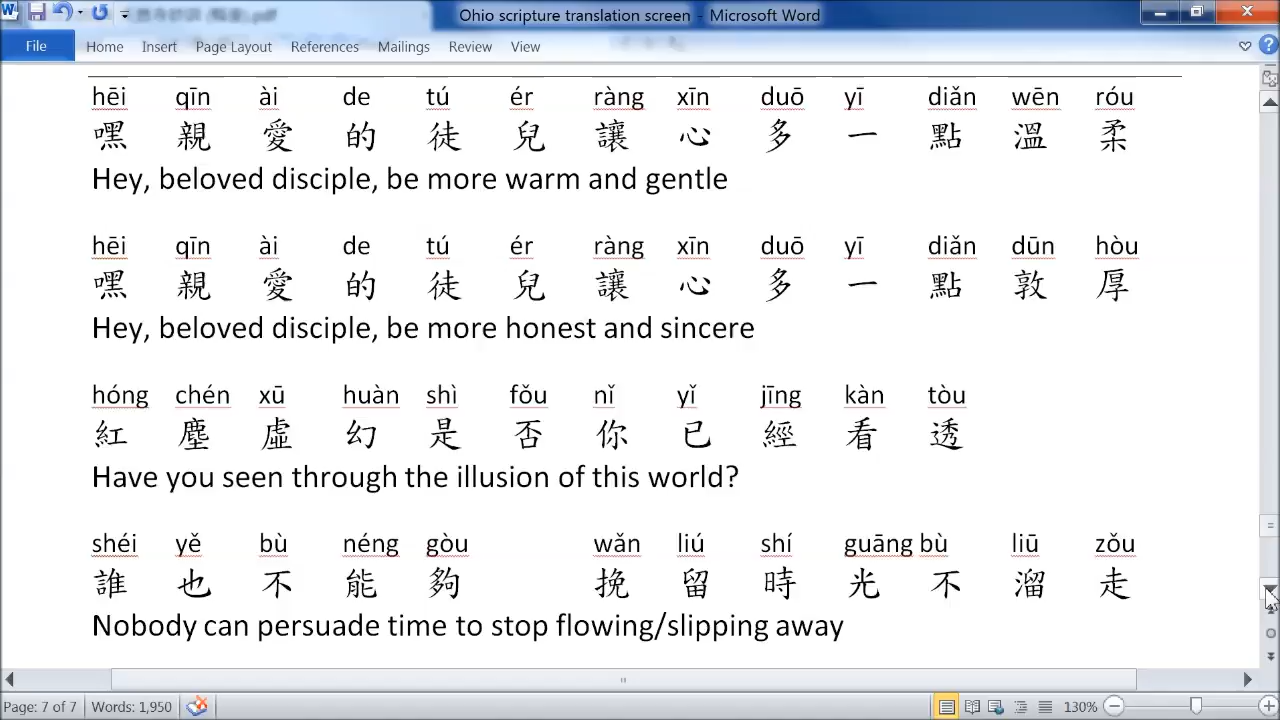 Ohio scripture translation screen - Microsoft Word
File Home Insert Page Layout References Mailings Review View
hēi qīn ài de tú ér ràng xīn duō yī diǎn wēn róu
嘿 親 愛 的 徒 兒 讓 心 多 一 點 溫 柔
Hey, beloved disciple, be more warm and gentle
hēi qīn ài de tú ér ràng xīn duō yī diǎn dūn hòu
嘿 親 愛 的 徒 兒 讓 心 多 一 點 敦 厚
Hey, beloved disciple, be more honest and sincere
hóng chén xū huàn shì fǒu nǐ yǐ jīng kàn tòu
紅 塵 虛 幻 是 否 你 已 經 看 透
Have you seen through the illusion of this world?
shéi yě bù néng gòu wǎn liú shí guāng bù liū zǒu
誰 也 不 能 夠 挽 留 時 光 不 溜 走
Nobody can persuade time to stop flowing/slipping away
Page: 7 of 7 Words: 1,950 130%